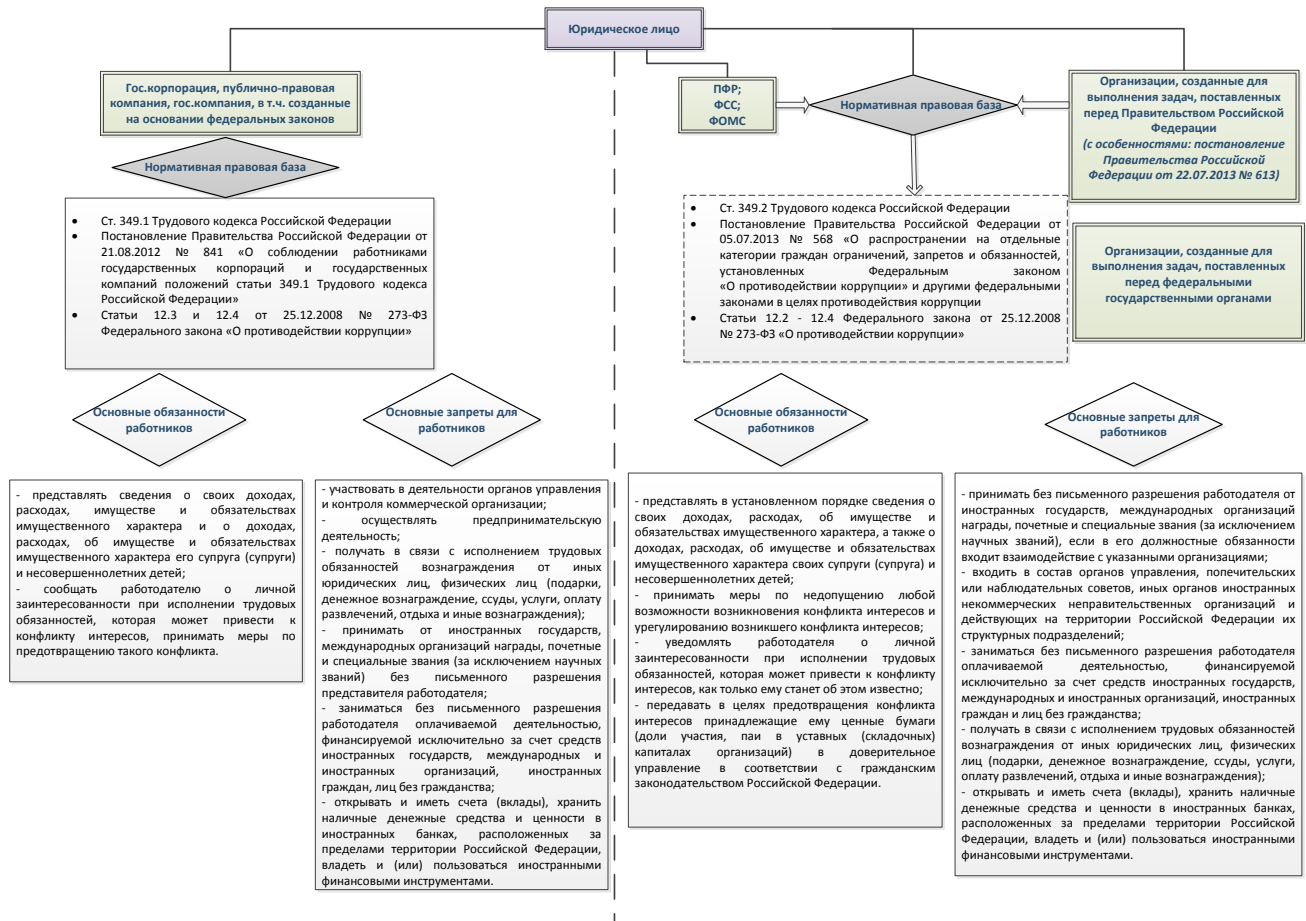 Юридическое лицо
Гос.корпорация, публично-правовая
компания, гос.компания, в т.ч. созданные
на основании федеральных законов
Нормативная правовая база
• Ст. 349.1 Трудового кодекса Российской Федерации
• Постановление Правительства Российской Федерации от
21.08.2012 № 841 «О соблюдении работниками
государственных корпораций и государственных
компаний положений статьи 349.1 Трудового кодекса
Российской Федерации»
• Статьи 12.3 и 12.4 от 25.12.2008 № 273-ФЗ
Федерального закона «О противодействии коррупции»
Основные обязанности
работников
- представлять сведения о своих доходах,
расходах, имуществе и обязательствах
имущественного характера и о доходах,
расходах, об имуществе и обязательствах
имущественного характера его супруга (супруги)
и несовершеннолетних детей;
- сообщать работодателю о личной
заинтересованности при исполнении трудовых
обязанностей, которая может привести к
конфликту интересов, принимать меры по
предотвращению такого конфликта.
Основные запреты для
работников
- участвовать в деятельности органов управления
и контроля коммерческой организации;
- осуществлять предпринимательскую
деятельность;
- получать в связи с исполнением трудовых
обязанностей вознаграждения от иных
юридических лиц, физических лиц (подарки,
денежное вознаграждение, ссуды, услуги, оплату
развлечений, отдыха и иные вознаграждения);
- принимать от иностранных государств,
международных организаций награды, почетные
и специальные звания (за исключением научных
званий) без письменного разрешения
представителя работодателя;
- заниматься без письменного разрешения
работодателя оплачиваемой деятельностью,
финансируемой исключительно за счет средств
иностранных государств, международных и
иностранных организаций, иностранных
граждан, лиц без гражданства;
- открывать и иметь счета (вклады), хранить
наличные денежные средства и ценности в
иностранных банках, расположенных за
пределами территории Российской Федерации,
владеть и (или) пользоваться иностранными
финансовыми инструментами.
ПФР;
ФСС;
ФОМС
Нормативная правовая база
Организации, созданные для
выполнения задач, поставленных
перед Правительством Российской
Федерации
(с особенностями: постановление
Правительства Российской
Федерации от 22.07.2013 № 613)
• Ст. 349.2 Трудового кодекса Российской Федерации
• Постановление Правительства Российской Федерации от
05.07.2013 № 568 «О распространении на отдельные
категории граждан ограничений, запретов и обязанностей,
установленных Федеральным законом
«О противодействии коррупции» и другими федеральными
законами в целях противодействия коррупции
• Статьи 12.2 - 12.4 Федерального закона от 25.12.2008
№ 273-ФЗ «О противодействии коррупции»
Организации, созданные для
выполнения задач, поставленных
перед федеральными
государственными органами
Основные обязанности
работников
- представлять в установленном порядке сведения о
своих доходах, расходах, об имуществе и
обязательствах имущественного характера, а также о
доходах, расходах, об имуществе и обязательствах
имущественного характера своих супруги (супруга) и
несовершеннолетних детей;
- принимать меры по недопущению любой
возможности возникновения конфликта интересов и
урегулированию возникшего конфликта интересов;
- уведомлять работодателя о личной
заинтересованности при исполнении трудовых
обязанностей, которая может привести к конфликту
интересов, как только ему станет об этом известно;
- передавать в целях предотвращения конфликта
интересов принадлежащие ему ценные бумаги
(доли участия, паи в уставных (складочных)
капиталах организаций) в доверительное
управление в соответствии с гражданским
законодательством Российской Федерации.
Основные запреты для
работников
- принимать без письменного разрешения работодателя от
иностранных государств, международных организаций
награды, почетные и специальные звания (за исключением
научных званий), если в его должностные обязанности
входит взаимодействие с указанными организациями;
- входить в состав органов управления, попечительских
или наблюдательных советов, иных органов иностранных
некоммерческих неправительственных организаций и
действующих на территории Российской Федерации их
структурных подразделений;
- заниматься без письменного разрешения работодателя
оплачиваемой деятельностью, финансируемой
исключительно за счет средств иностранных государств,
международных и иностранных организаций, иностранных
граждан и лиц без гражданства;
- получать в связи с исполнением трудовых обязанностей
вознаграждения от иных юридических лиц, физических
лиц (подарки, денежное вознаграждение, ссуды, услуги,
оплату развлечений, отдыха и иные вознаграждения);
- открывать и иметь счета (вклады), хранить наличные
денежные средства и ценности в иностранных банках,
расположенных за пределами территории Российской
Федерации, владеть и (или) пользоваться иностранными
финансовыми инструментами.